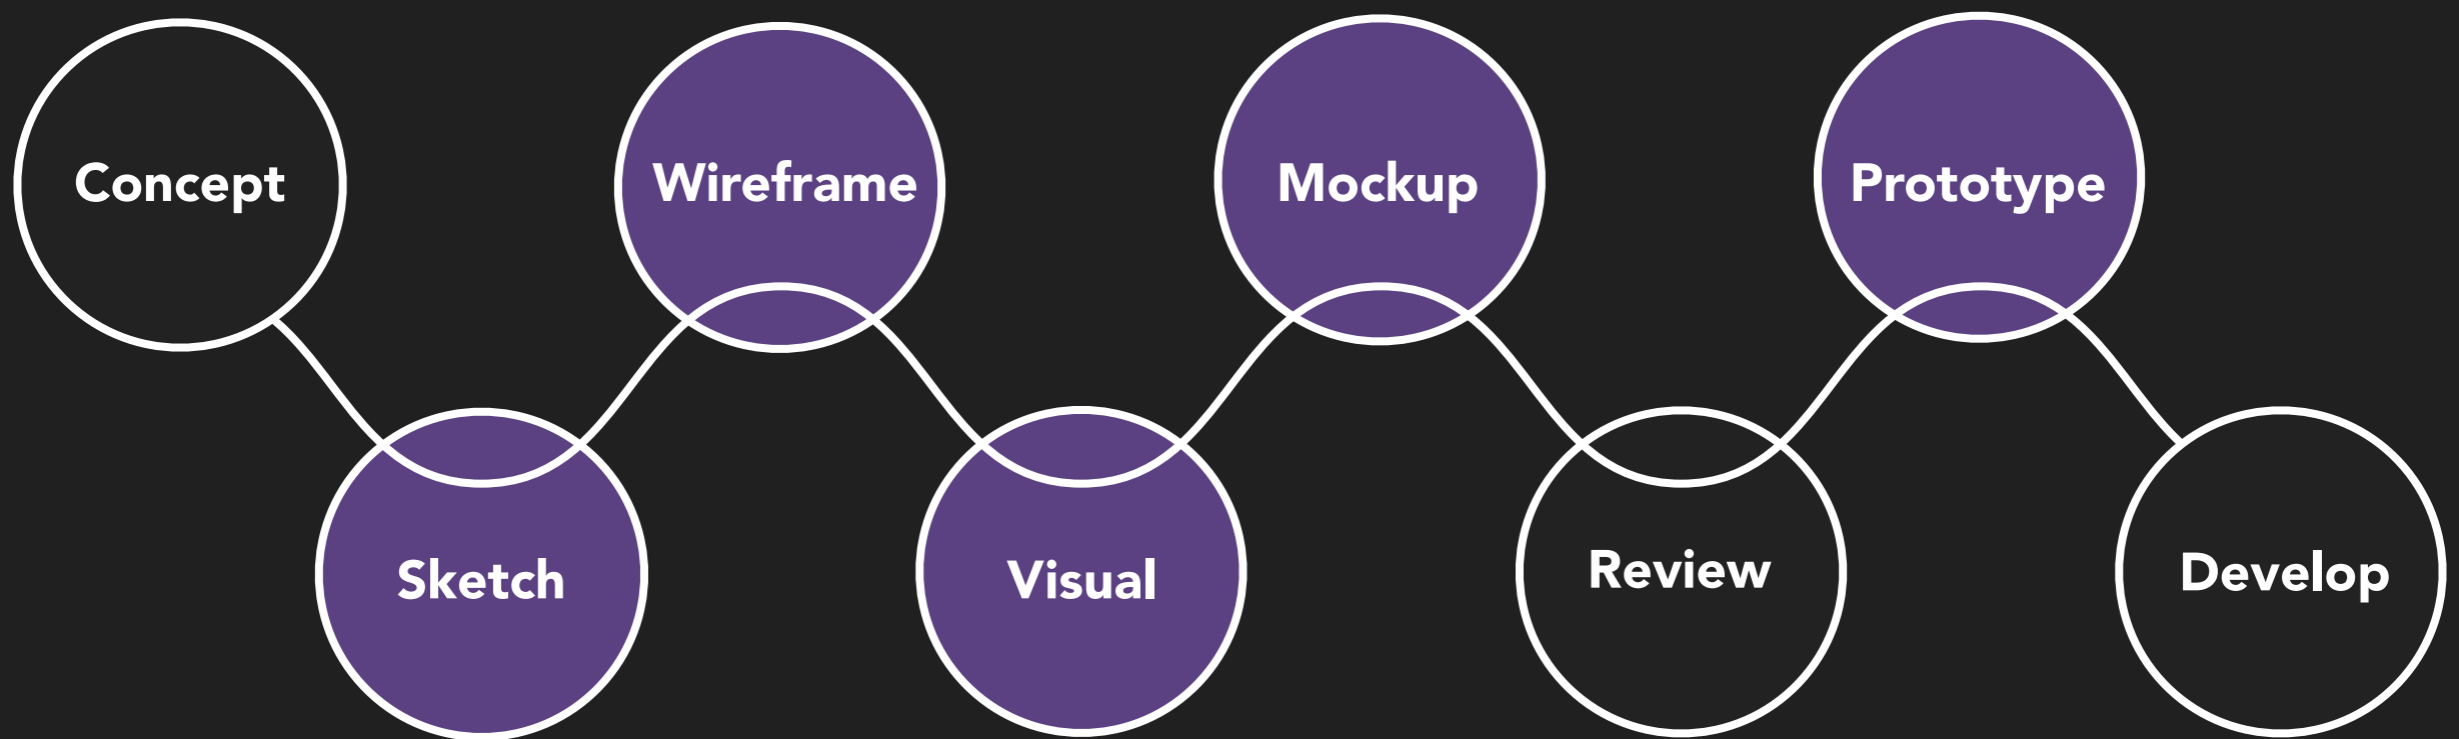 Concept
Sketch
Wireframe
Visual
Mockup
Review
Prototype
Develop